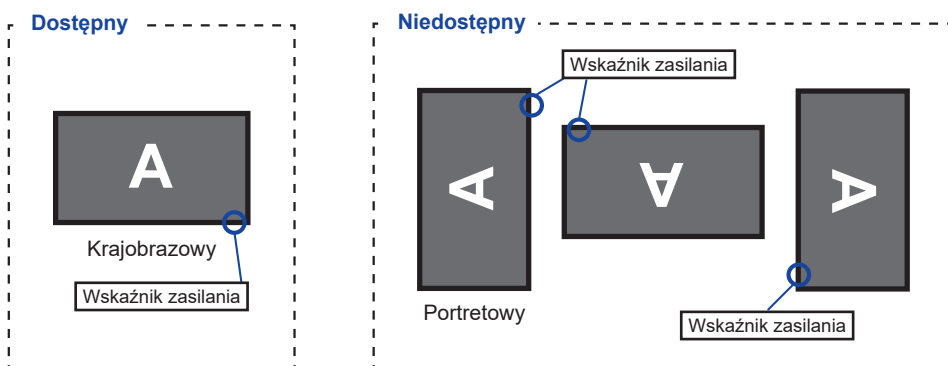 Dostępny
A
Krajobrazowy
Wskaźnik zasilania
Niedostępny
Wskaźnik zasilania
A
A
A
Portretowy
Wskaźnik zasilania